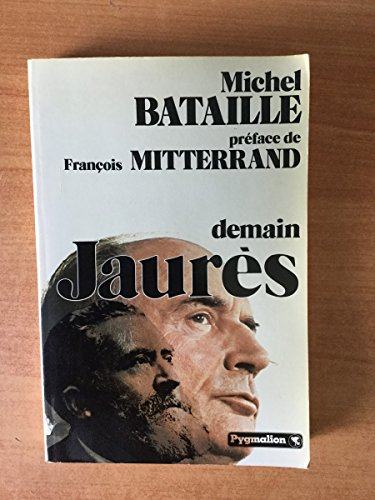 Michel
BATAILLE
préface de
François MITTERRAND
demain
Jaurès
Pygmalion